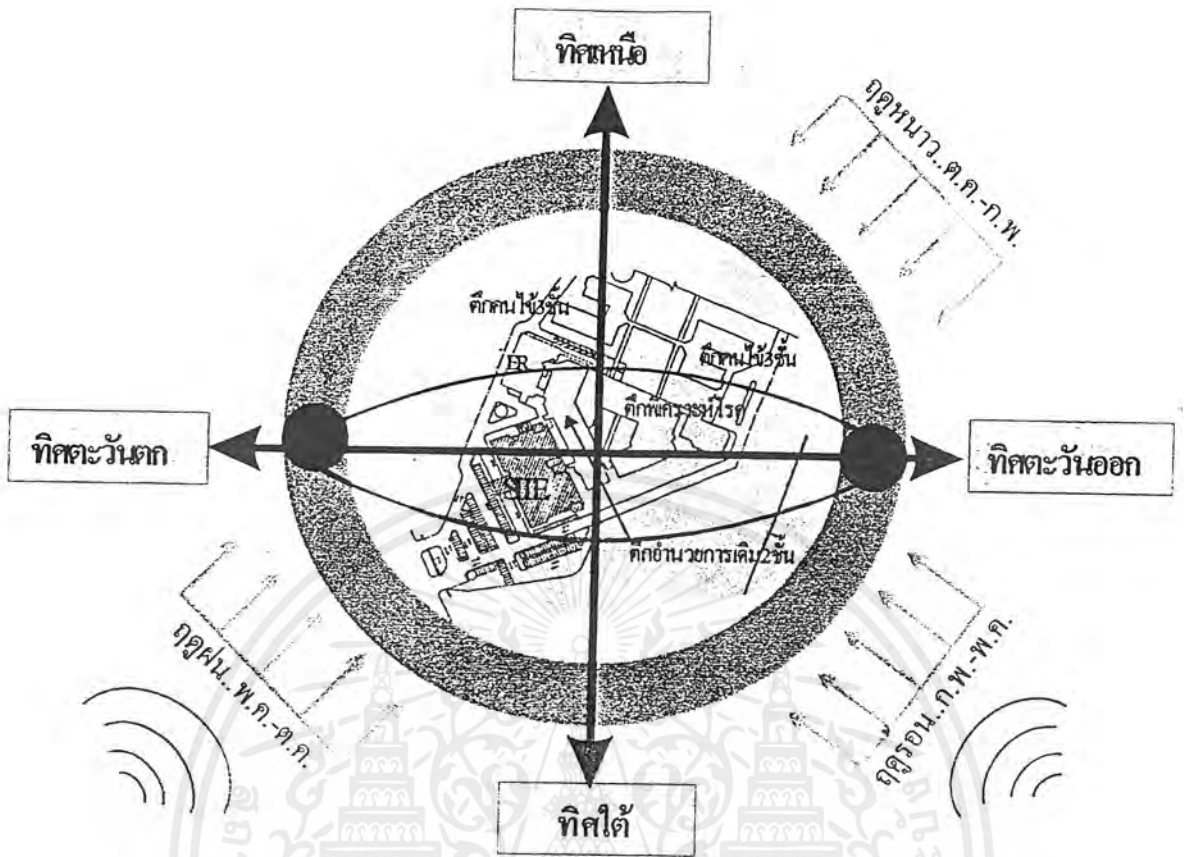 ทิศเหนือ
ฤดูหนาว..ต.ค.-ก.พ.
ตึกคนไข้3ชั้น
ER
ตึกคนไข้3ชั้น
ตึกพิเคราะห์โรค
ทิศตะวันตก
ทิศตะวันออก
SITE
ตึกอำนวยการเดิม2ชั้น
ฤดูฝน..พ.ค.-ต.ค.
ฤดูร้อน..ก.พ.-พ.ค.
ทิศใต้